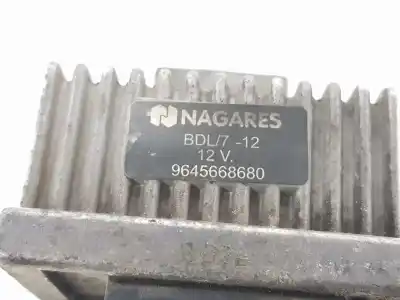 NAGARES
BDL/7 -12
12 V.
9645668680